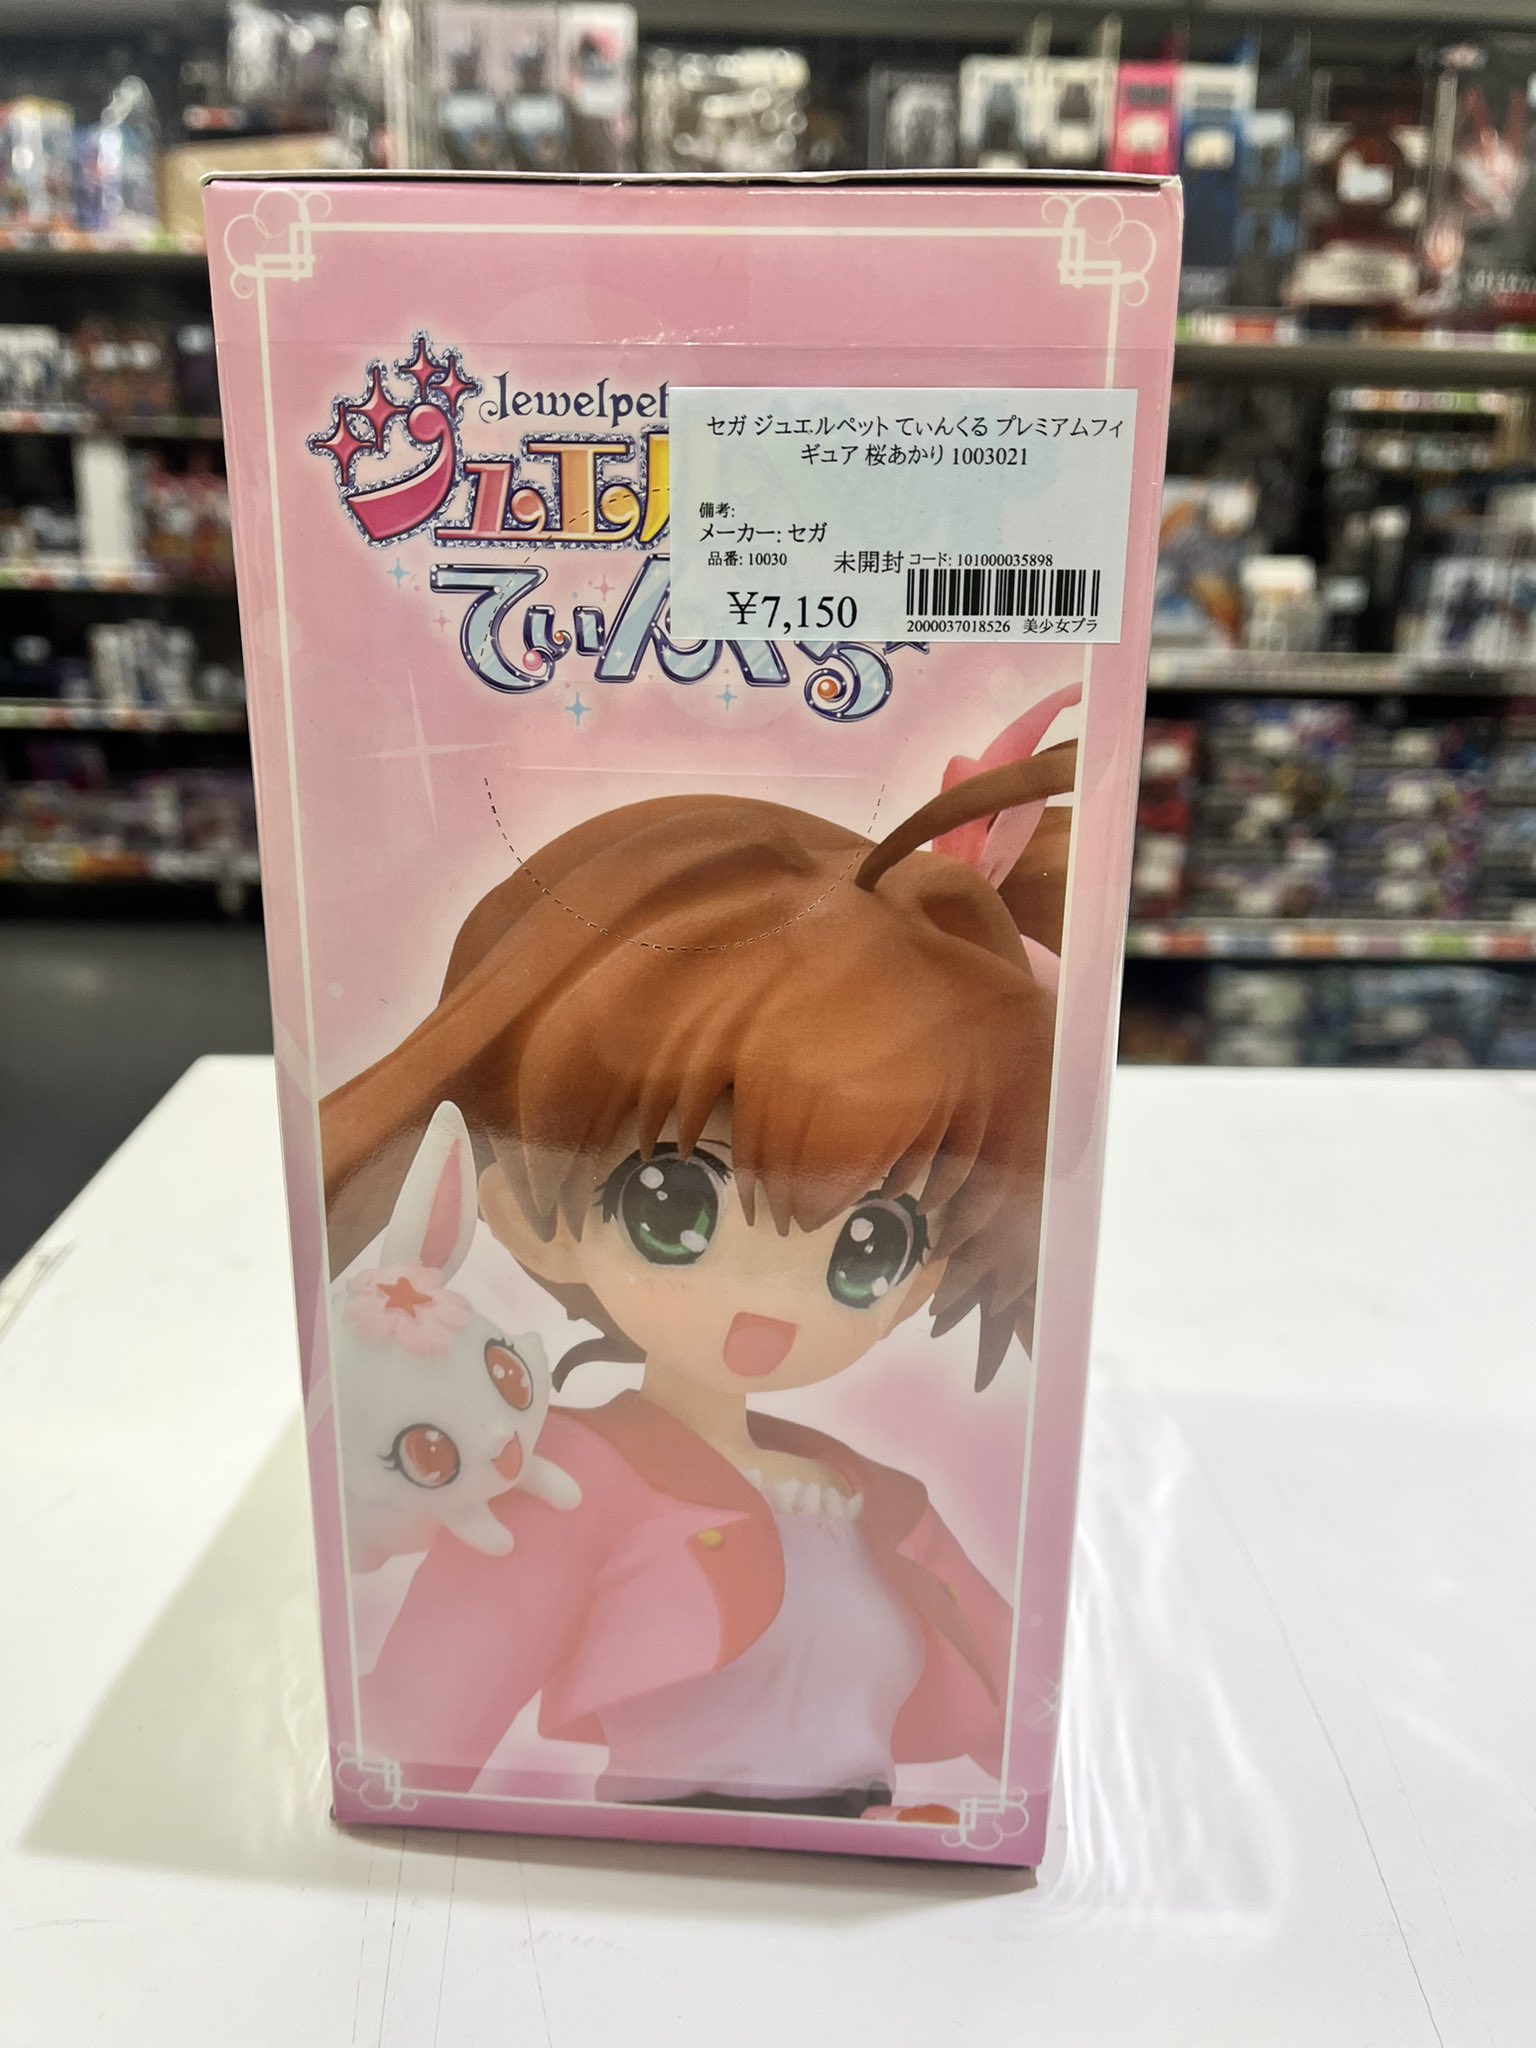 Jewelpet
ジュエル
てぃんくる
セガ ジュエルペット てぃんくる プレミアムフィ
ギュア 桜あかり 1003021
備考:
メーカー: セガ
品番: 10030 未開封 コード: 101000035898
￥7,150
2000037018526 美少女プラ